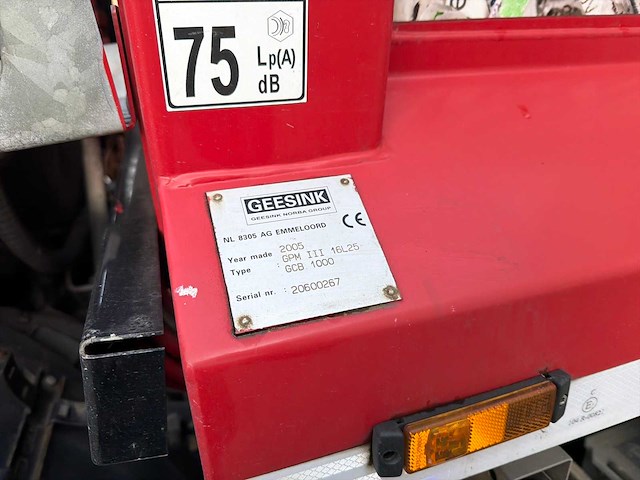 75 Lp(A)
dB
GEESINK
GEESINK NORBA GROUP
CE
NL 8305 AG EMMELOORD
Year made 2005
Type : GPM III 16L25
GCB 1000
Serial nr. : 20600267
C
E